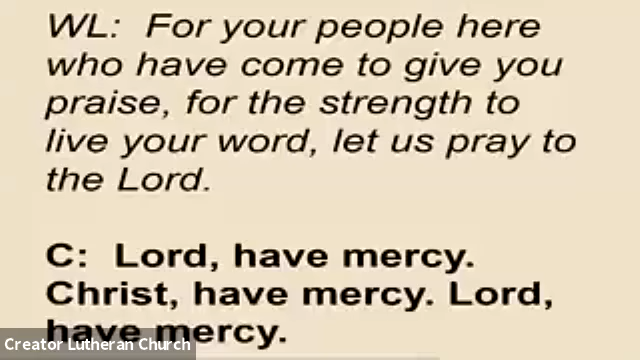 WL:  For your people here
who have come to give you
praise, for the strength to
live your word, let us pray to
the Lord.
C:  Lord, have mercy.
Christ, have mercy. Lord,
have mercy.
Creator Lutheran Church